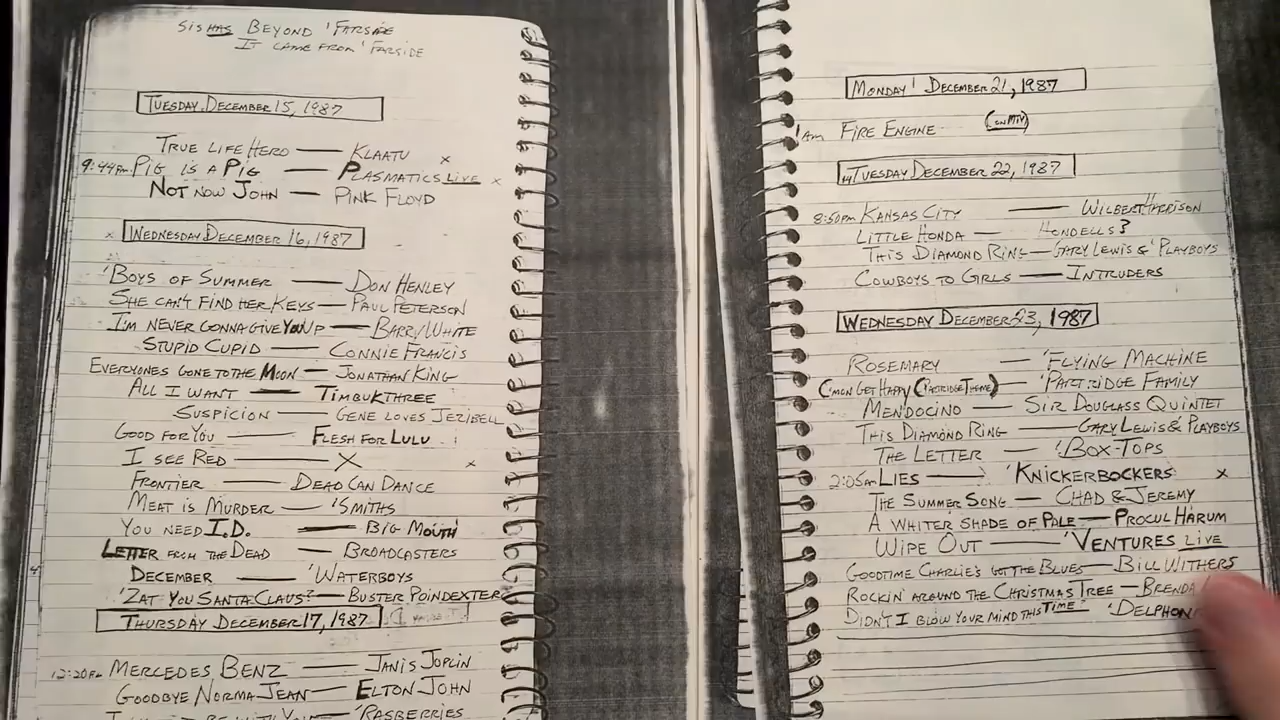 Sis has Beyond 'Farside
It came from 'Farside
Tuesday, December 15, 1987
True Life Hero — Klaatu x
9:44pm Pig is a Pig — Plasmatics Live x
Not Now John — Pink Floyd
x Wednesday December 16, 1987
'Boys of Summer — Don Henley
She Can't Find Her Keys — Paul Peterson
I'm Never Gonna Give You Up — Barry White
Stupid Cupid — Connie Francis
Everyones Gone to the Moon — Jonathan King
All I Want — Timbukthree
Suspicion — Gene Loves Jezibell
Good for You — Flesh for Lulu
I See Red — X x
Frontier — Dead Can Dance
Meat is Murder — 'Smiths
You Need I.D. — Big Mouth
Letter from the Dead — Broadcasters
December — 'Waterboys
'Zat You Santa Claus? — Buster Poindexter
Thursday December 17, 1987
12:20pm Mercedes Benz — Janis Joplin
Goodbye Norma Jean — Elton John
Be With You — 'Rasberries
Monday! December 21, 1987
1am Fire Engine (on MTV)
Tuesday December 22, 1987
8:50pm Kansas City — Wilbert Harrison
Little Honda — Hondells?
This Diamond Ring — Gary Lewis & 'Playboys
Cowboys to Girls — Intruders
Wednesday December 23, 1987
Rosemary — 'Flying Machine
C'mon Get Happy (Partridge Theme) — 'Partridge Family
Mendocino — Sir Douglass Quintet
This Diamond Ring — Gary Lewis & Playboys
The Letter — 'Box-Tops
2:05am Lies — 'Knickerbockers x
The Summer Song — Chad & Jeremy
A Whiter Shade of Pale — Procul Harum
Wipe Out — 'Ventures Live
Goodtime Charlie's Got the Blues — Bill Withers
Rockin' Around the Christmas Tree — Brenda
Didn't I Blow Your Mind This Time? 'Delphon